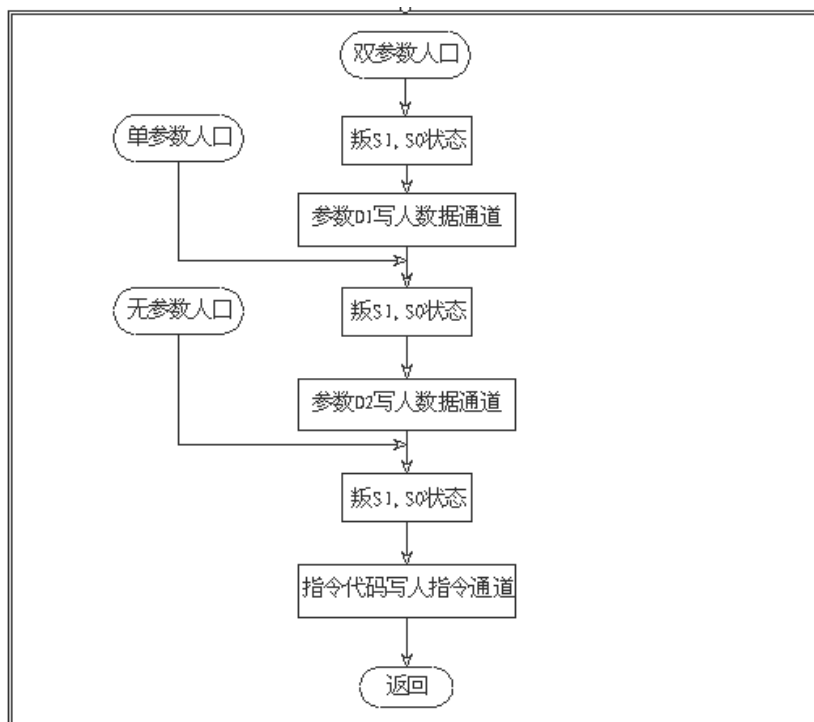 双参数人口
单参数人口
叛S1, S0状态
参数D1写人数据通道
无参数人口
叛S1, S0状态
参数D2写人数据通道
叛S1, S0状态
指令代码写人指令通道
返回